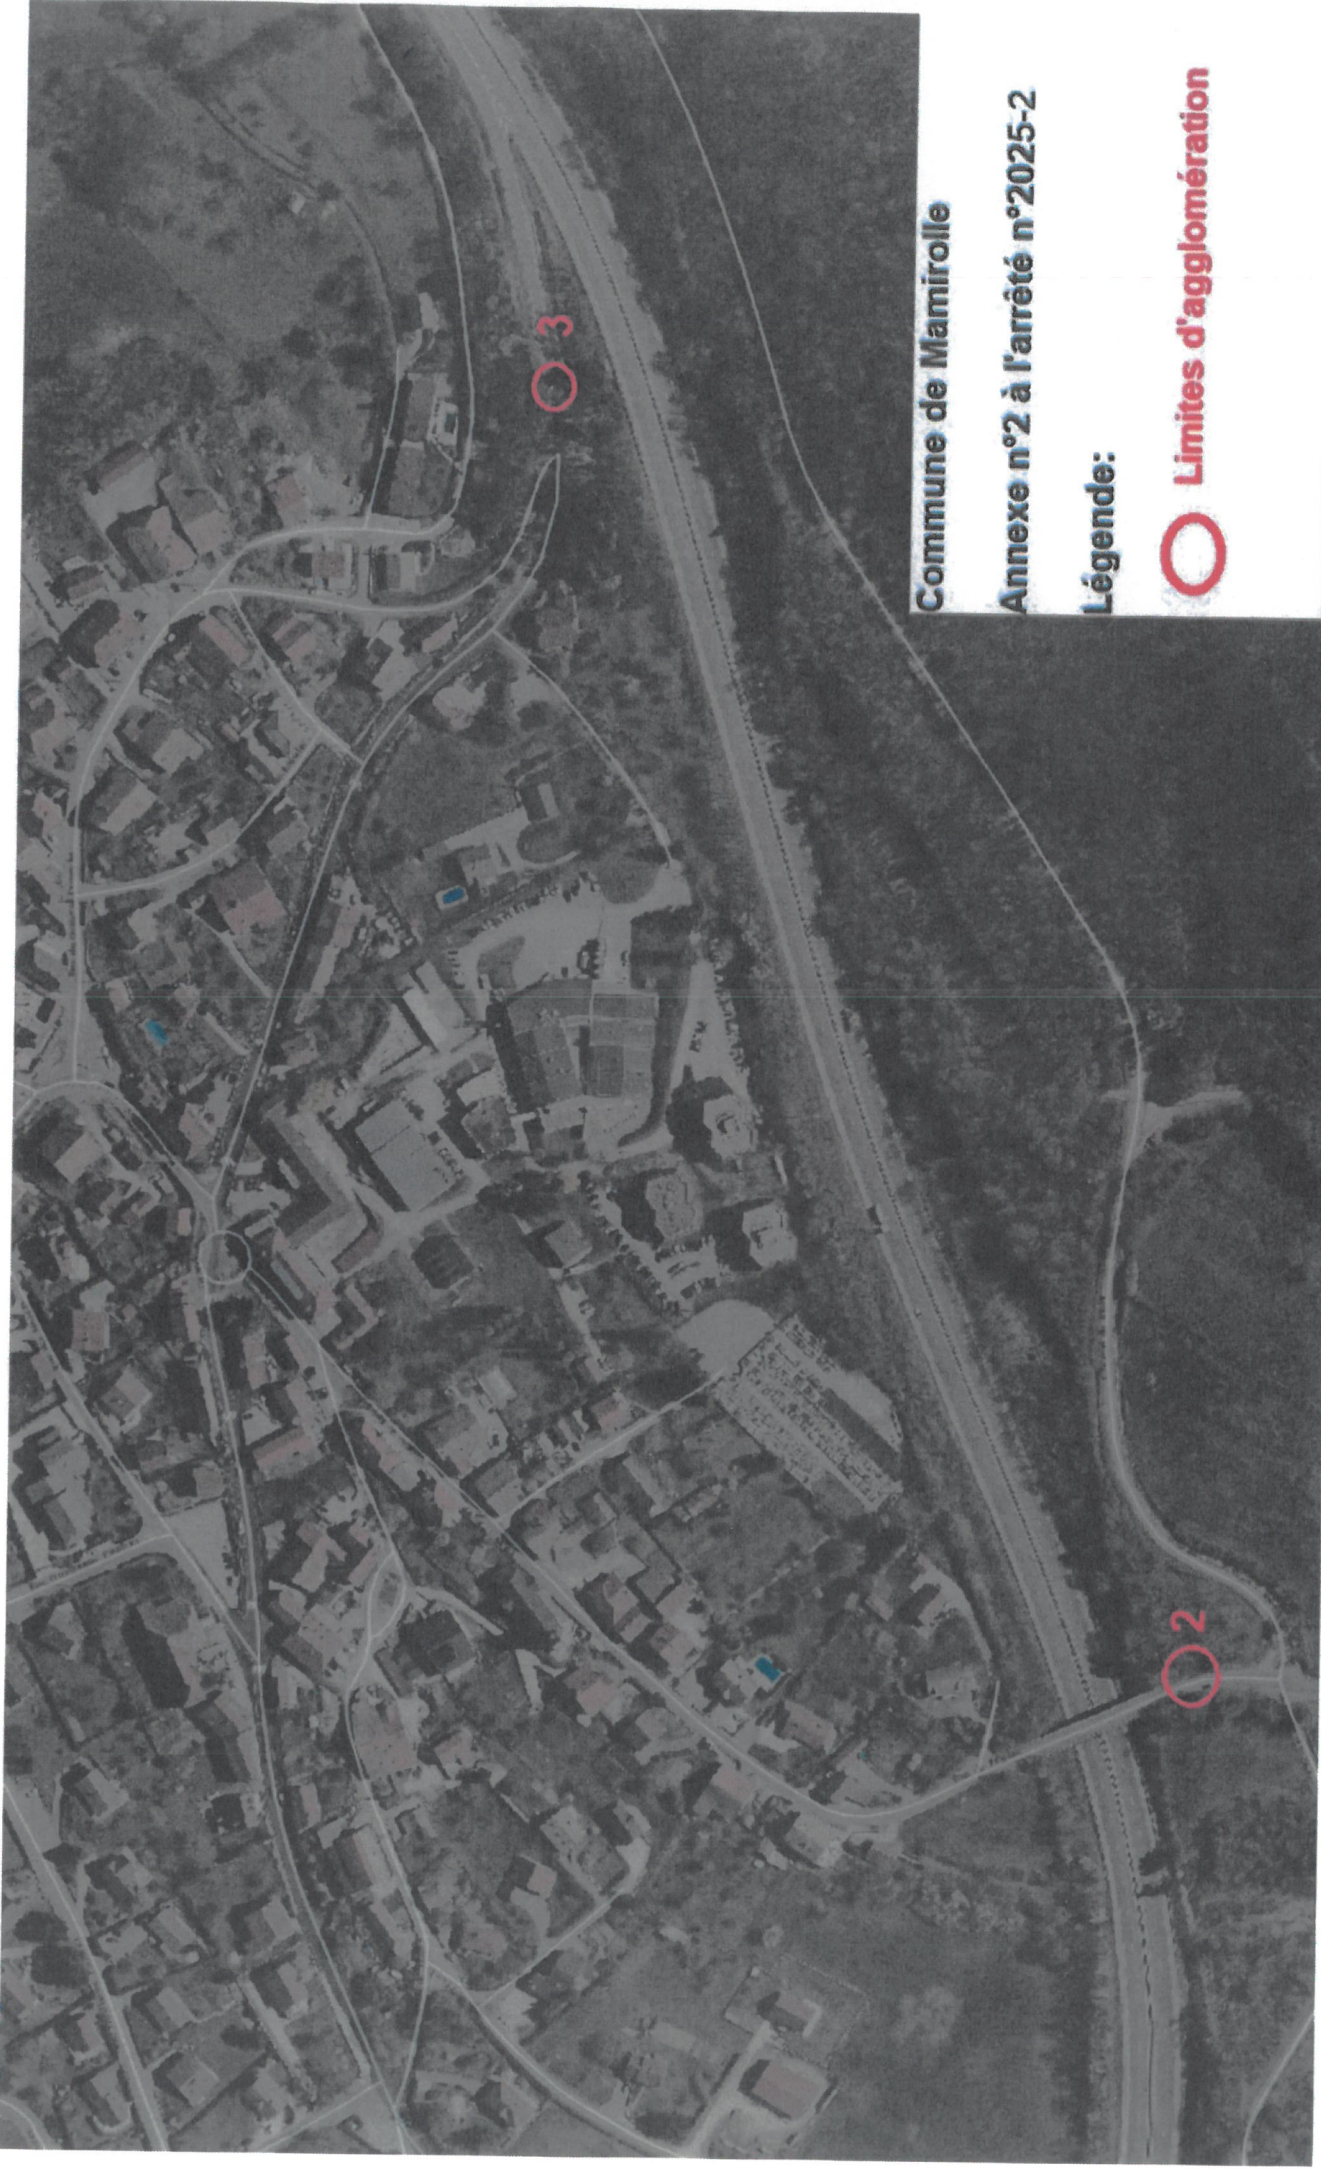 Commune de Mamirolle
Annexe n°2 à l'arrêté n°2025-2
Légende:
Limites d'agglomération
3
2